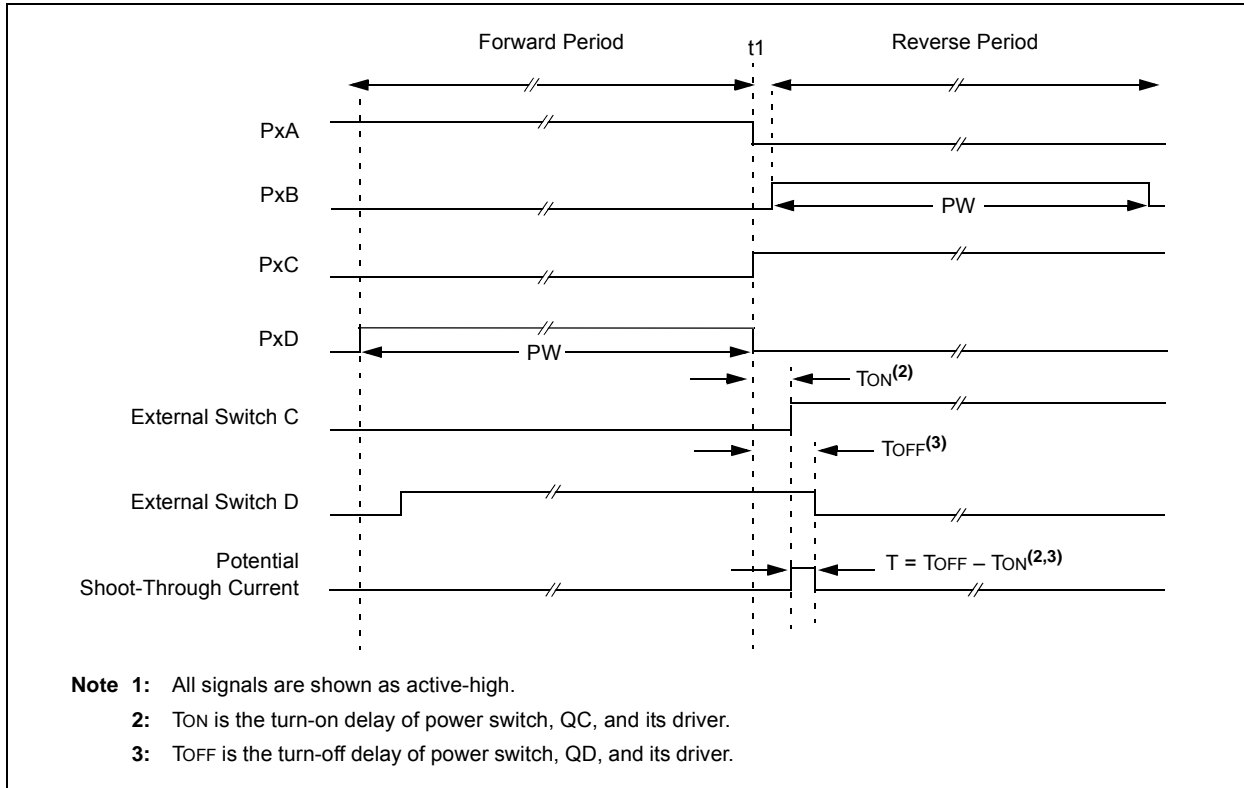 Forward Period
t1
Reverse Period
PxA
PxB
PW
PxC
PxD
PW
TON(2)
External Switch C
TOFF(3)
External Switch D
Potential
Shoot-Through Current
T = TOFF – TON(2,3)
Note 1: All signals are shown as active-high.
2: TON is the turn-on delay of power switch, QC, and its driver.
3: TOFF is the turn-off delay of power switch, QD, and its driver.